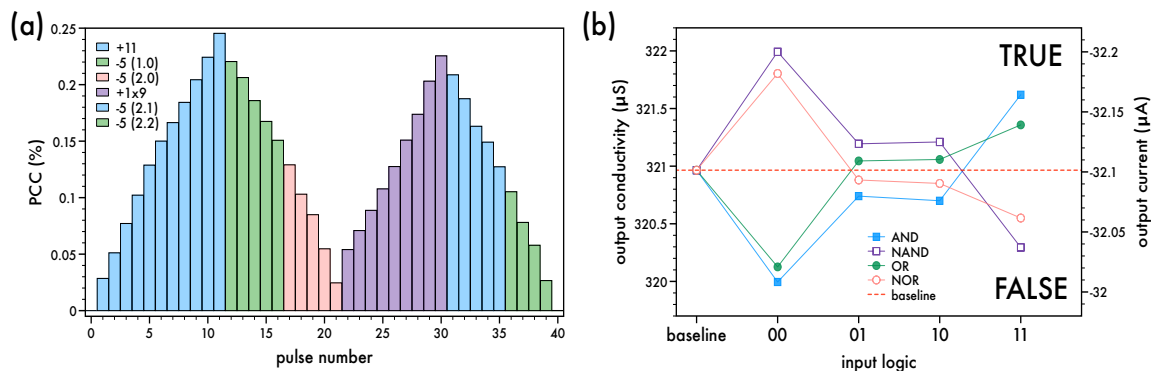 (a)
0.25
0.2
0.15
0.1
0.05
0
PCC (%)
+11
-5 (1.0)
-5 (2.0)
+1x9
-5 (2.1)
-5 (2.2)
0 5 10 15 20 25 30 35 40
pulse number
(b)
322
321.5
321
320.5
320
output conductivity (µS)
TRUE
FALSE
AND
NAND
OR
NOR
baseline
-32.2
-32.15
-32.1
-32.05
-32
output current (µA)
baseline 00 01 10 11
input logic